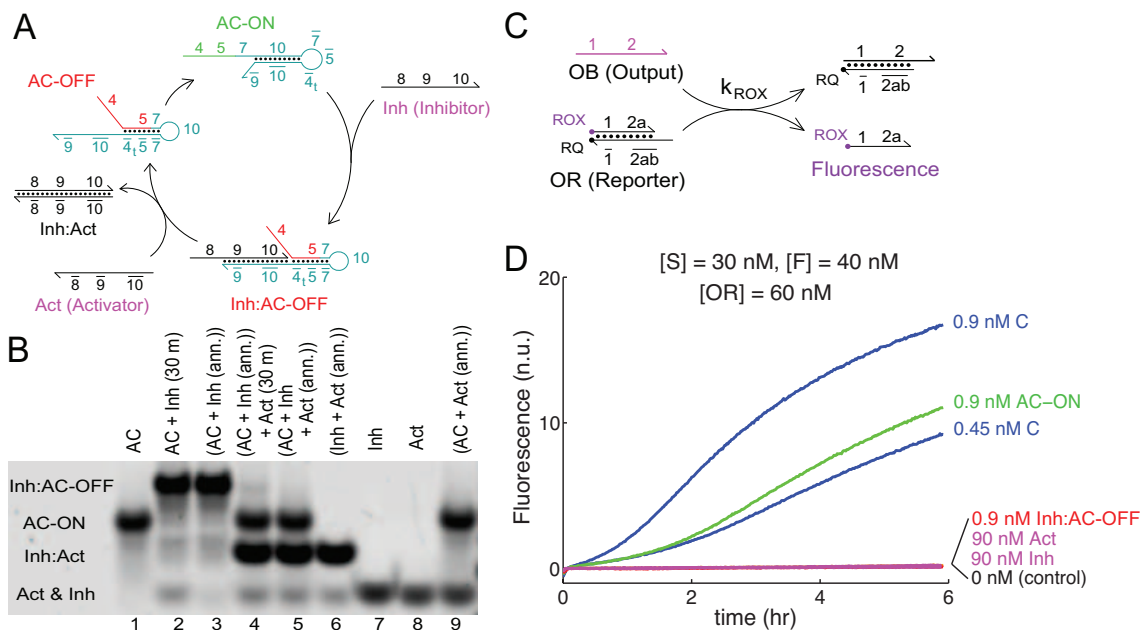 A
AC-ON
4 5 7 10 7̅ 5̅
9̅ 10̅ 4̅t
AC-OFF
4
5 7 10
9̅ 10̅ 4̅t 5̅ 7̅
8 9 10
Inh (Inhibitor)
8 9 10
8̅ 9̅ 10̅
Inh:Act
8̅ 9̅ 10̅
Act (Activator)
4
8 9 10 5 7 10
9̅ 10̅ 4̅t 5̅ 7̅
Inh:AC-OFF
B
AC
AC + Inh (30 m)
(AC + Inh (ann.))
(AC + Inh (ann.))
+ Act (30 m)
(AC + Inh
+ Act (ann.))
(Inh + Act (ann.))
Inh
Act
(AC + Act (ann.))
Inh:AC-OFF
AC-ON
Inh:Act
Act & Inh
1 2 3 4 5 6 7 8 9
C
1 2
OB (Output)
kROX
ROX 1 2a
RQ
1̅ 2ab̅
OR (Reporter)
1 2
RQ
1̅ 2ab̅
ROX 1 2a
Fluorescence
D
[S] = 30 nM, [F] = 40 nM
[OR] = 60 nM
Fluorescence (n.u.)
20
10
0
0 2 4 6
time (hr)
0.9 nM C
0.9 nM AC–ON
0.45 nM C
0.9 nM Inh:AC-OFF
90 nM Act
90 nM Inh
0 nM (control)